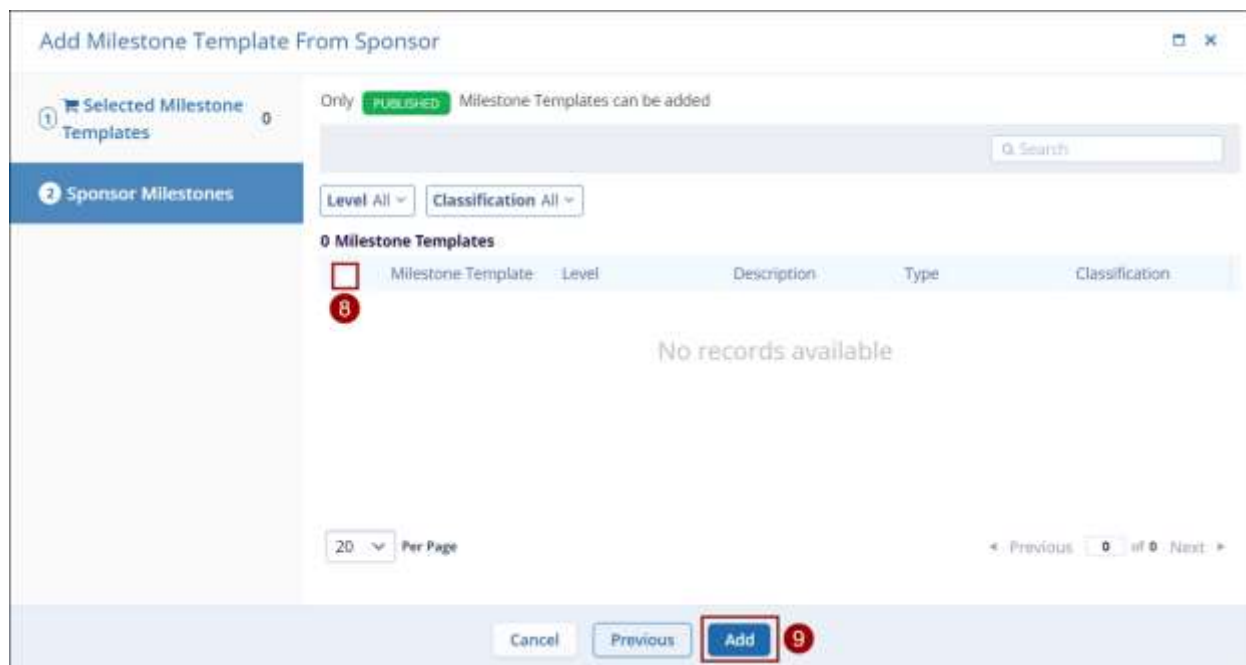 Add Milestone Template From Sponsor
1 Selected Milestone Templates 0
2 Sponsor Milestones
Only PUBLISHED Milestone Templates can be added
Search
Level All Classification All
0 Milestone Templates
Milestone Template Level Description Type Classification
8
No records available
20 Per Page Previous 0 of 0 Next
Cancel Previous Add 9